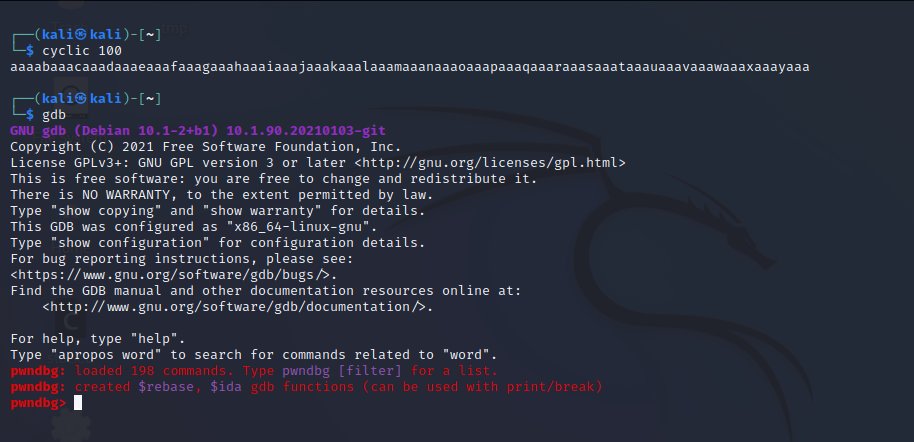 ┌──(kali㉿kali)-[~]
└─$ cyclic 100
aaaabaaacaaadaaaeaaafaaagaaahaaaiaaajaaakaaalaaamaaanaaaoaaapaaaqaaaraaasaaataaauaaavaaawaaaxaaayaaa
┌──(kali㉿kali)-[~]
└─$ gdb
GNU gdb (Debian 10.1-2+b1) 10.1.90.20210103-git
Copyright (C) 2021 Free Software Foundation, Inc.
License GPLv3+: GNU GPL version 3 or later <http://gnu.org/licenses/gpl.html>
This is free software: you are free to change and redistribute it.
There is NO WARRANTY, to the extent permitted by law.
Type "show copying" and "show warranty" for details.
This GDB was configured as "x86_64-linux-gnu".
Type "show configuration" for configuration details.
For bug reporting instructions, please see:
<https://www.gnu.org/software/gdb/bugs/>.
Find the GDB manual and other documentation resources online at:
    <http://www.gnu.org/software/gdb/documentation/>.
For help, type "help".
Type "apropos word" to search for commands related to "word".
pwndbg: loaded 198 commands. Type pwndbg [filter] for a list.
pwndbg: created $rebase, $ida gdb functions (can be used with print/break)
pwndbg>